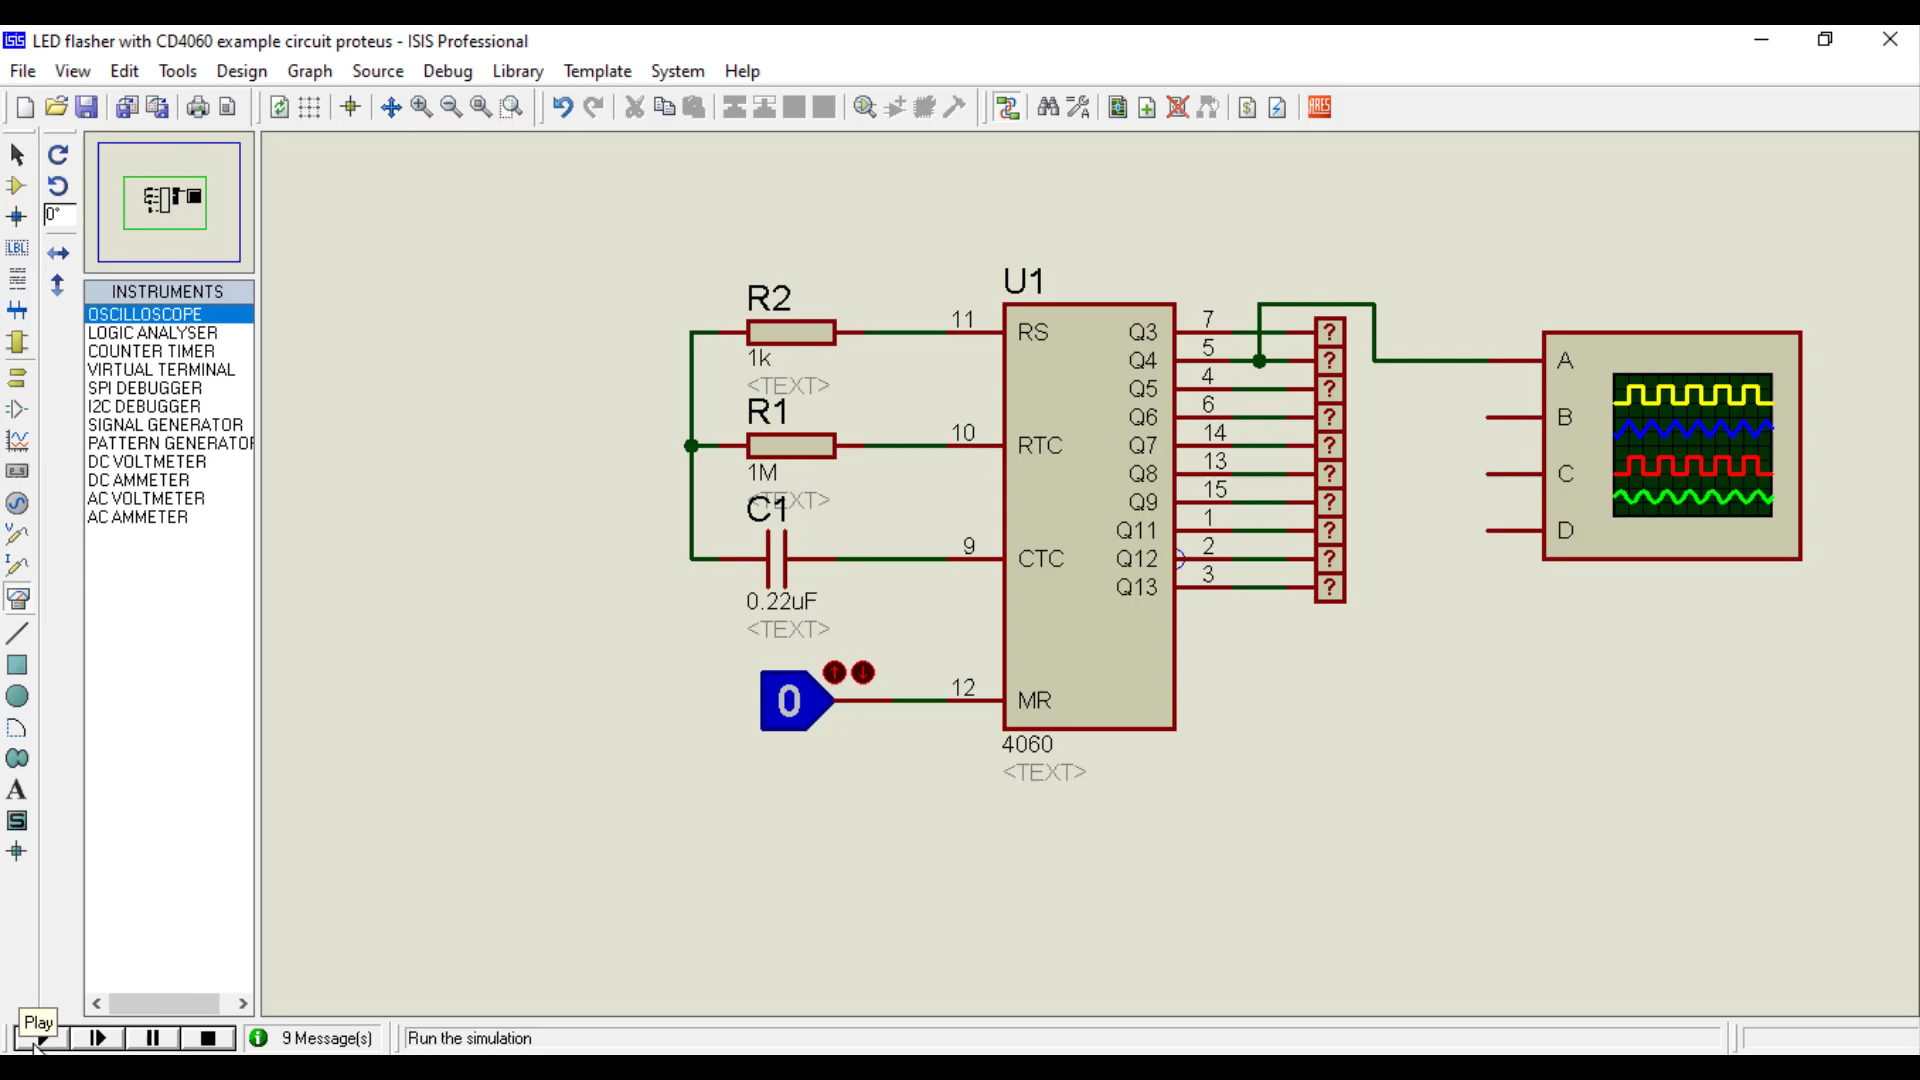 LED flasher with CD4060 example circuit proteus - ISIS Professional
File View Edit Tools Design Graph Source Debug Library Template System Help
ARES
0°
LBL
INSTRUMENTS
OSCILLOSCOPE
LOGIC ANALYSER
COUNTER TIMER
VIRTUAL TERMINAL
SPI DEBUGGER
I2C DEBUGGER
SIGNAL GENERATOR
PATTERN GENERATOR
DC VOLTMETER
DC AMMETER
AC VOLTMETER
AC AMMETER
R2
1k
<TEXT>
R1
1M
<TEXT>
C1
0.22uF
<TEXT>
0
11
10
9
12
U1
RS
RTC
CTC
MR
Q3 7 ?
Q4 5 ?
Q5 4 ?
Q6 6 ?
Q7 14 ?
Q8 13 ?
Q9 15 ?
Q11 1 ?
Q12 2 ?
Q13 3 ?
4060
<TEXT>
A
B
C
D
Play
9 Message(s)
Run the simulation